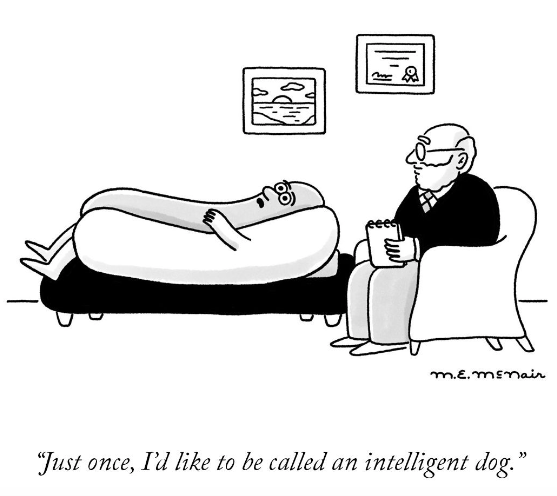 M.E. McNair
“Just once, I’d like to be called an intelligent dog.”